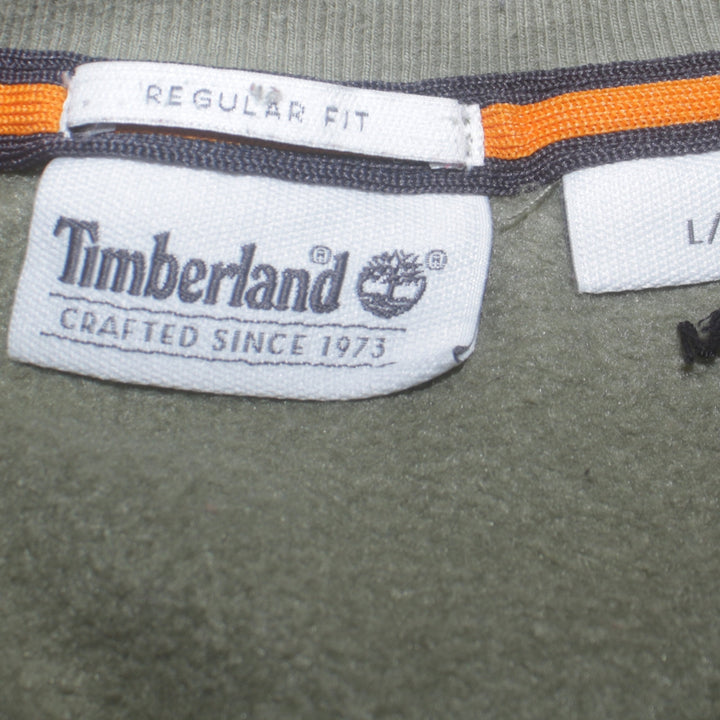 REGULAR FIT
Timberland®
®
CRAFTED SINCE 1973
L/